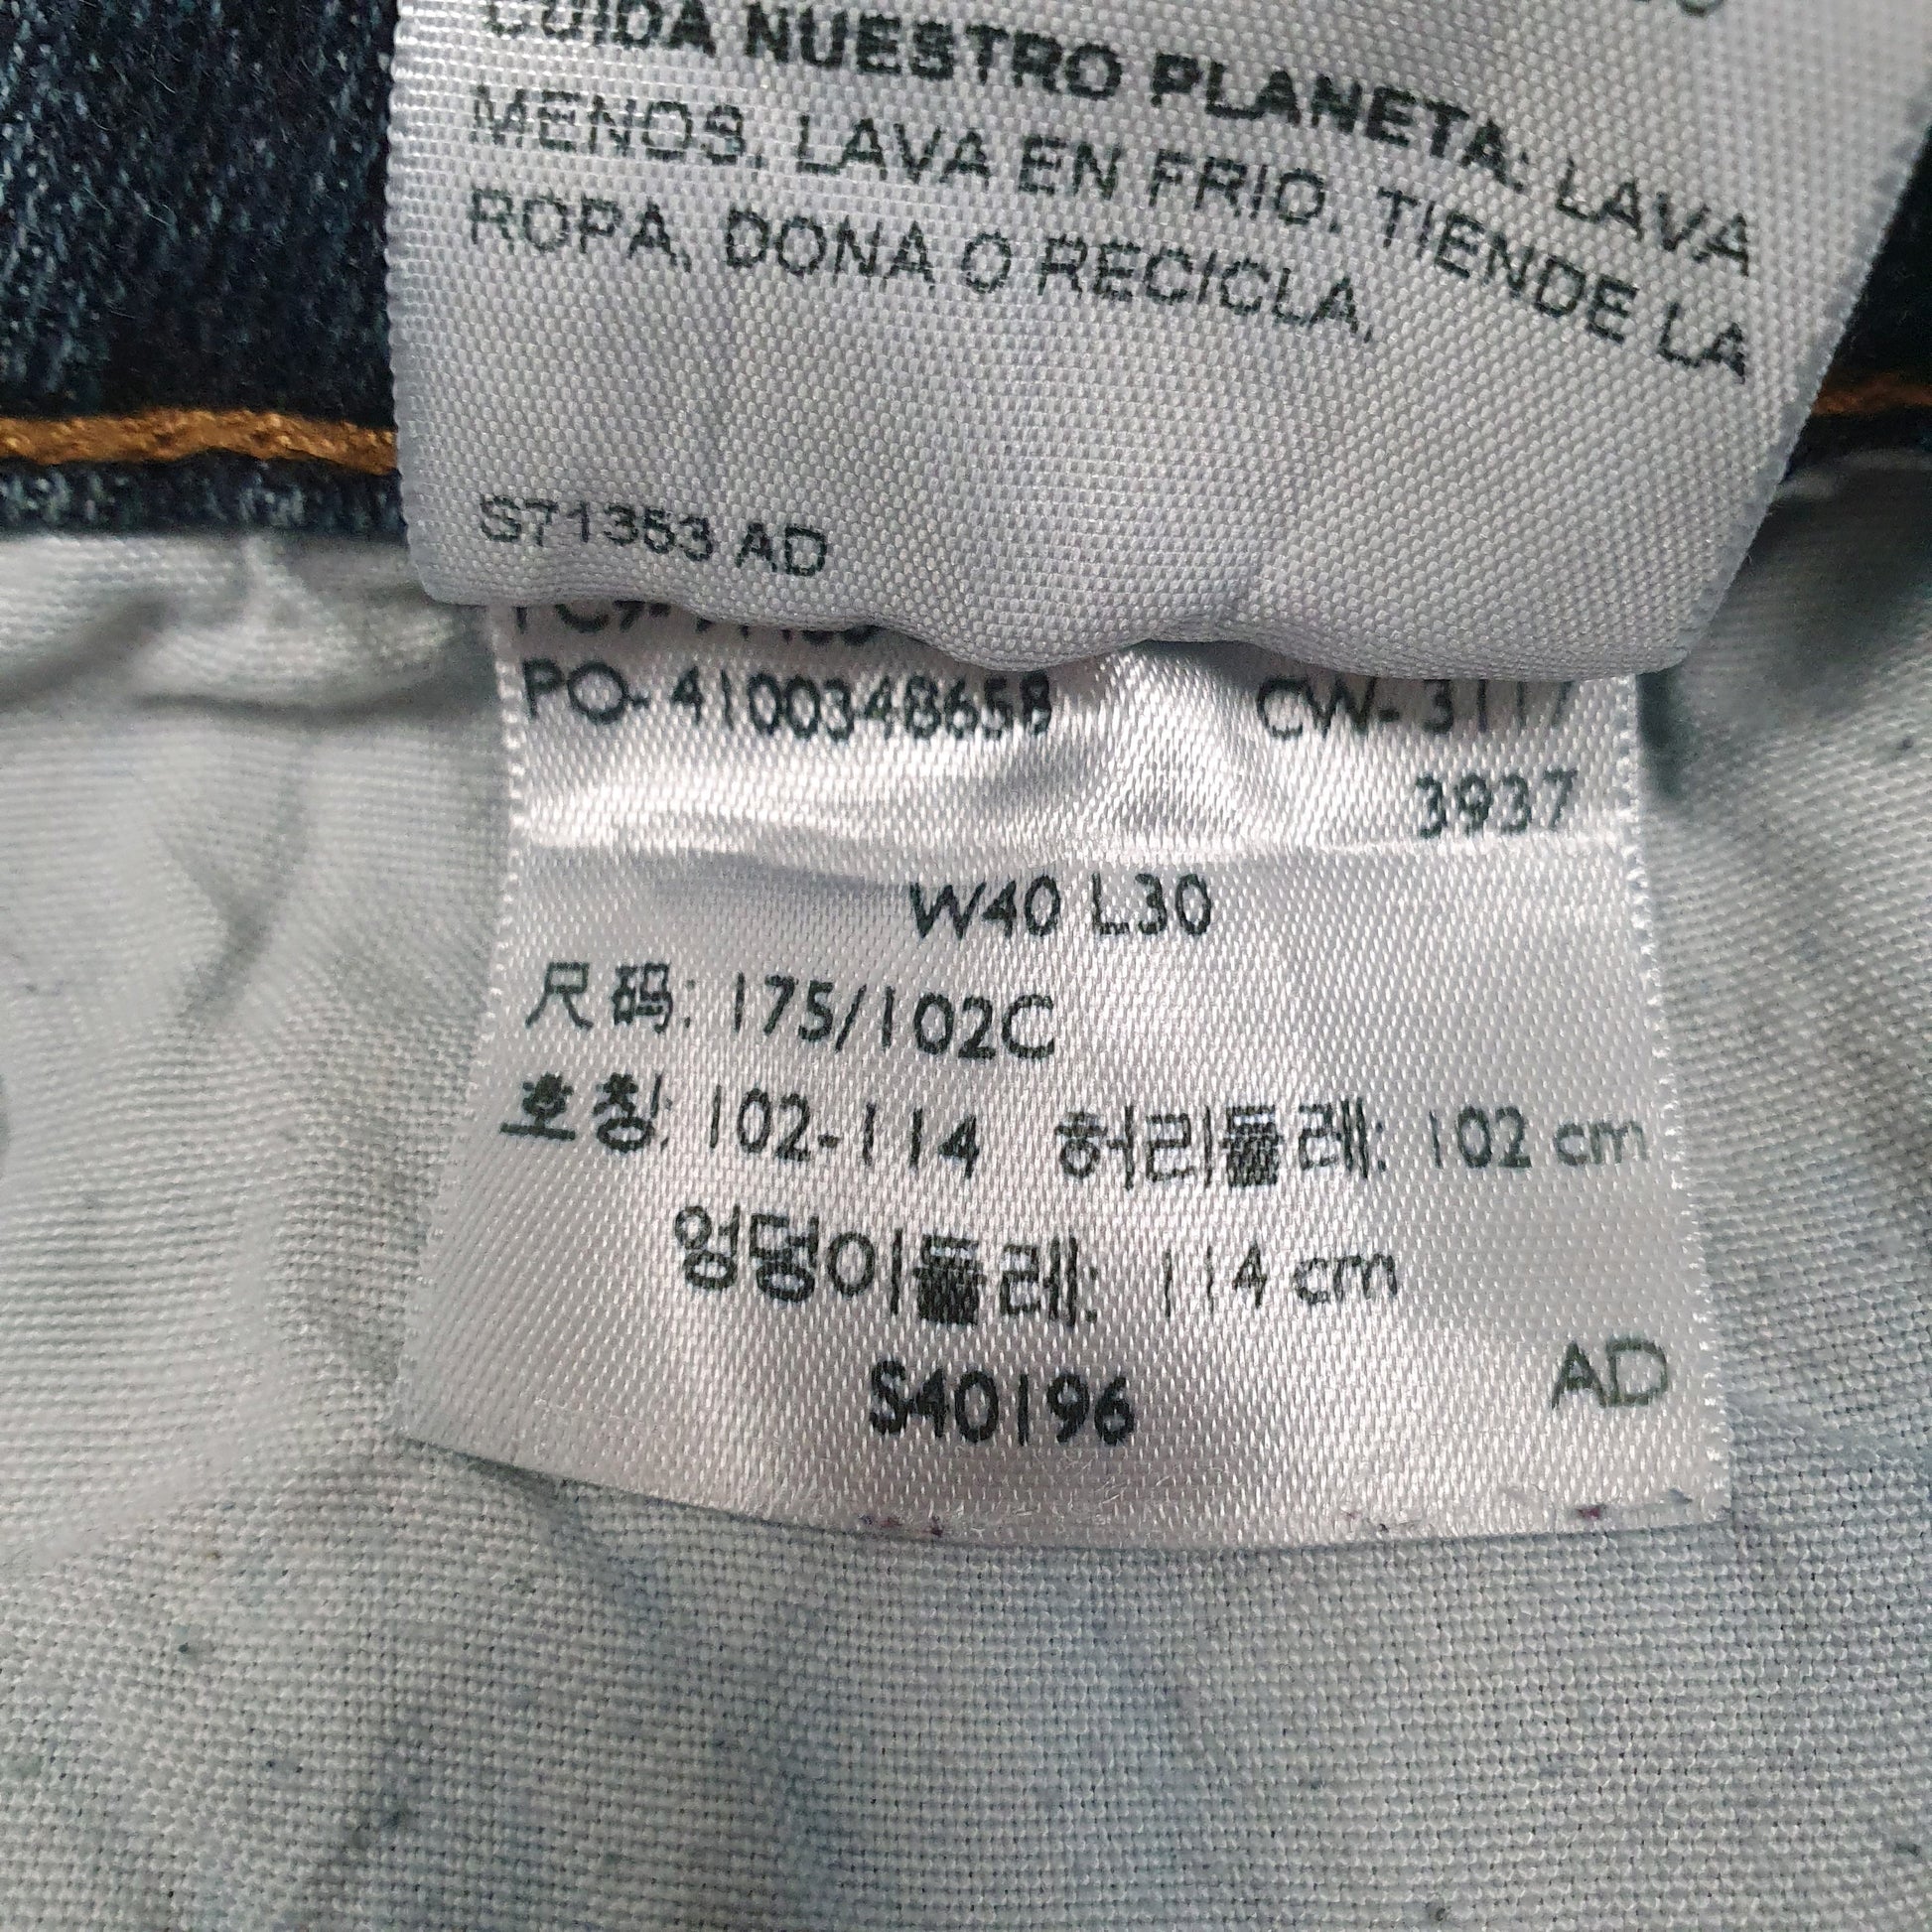 CUIDA NUESTRO PLANETA: LAVA
MENOS, LAVA EN FRIO, TIENDE LA
ROPA, DONA O RECICLA.
S71353 AD
PO- 4100348658 CW- 3117
3937
W40 L30
尺码: 175/102C
호칭: 102-114 허리둘레: 102 cm
엉덩이둘레: 114 cm
S40196 AD